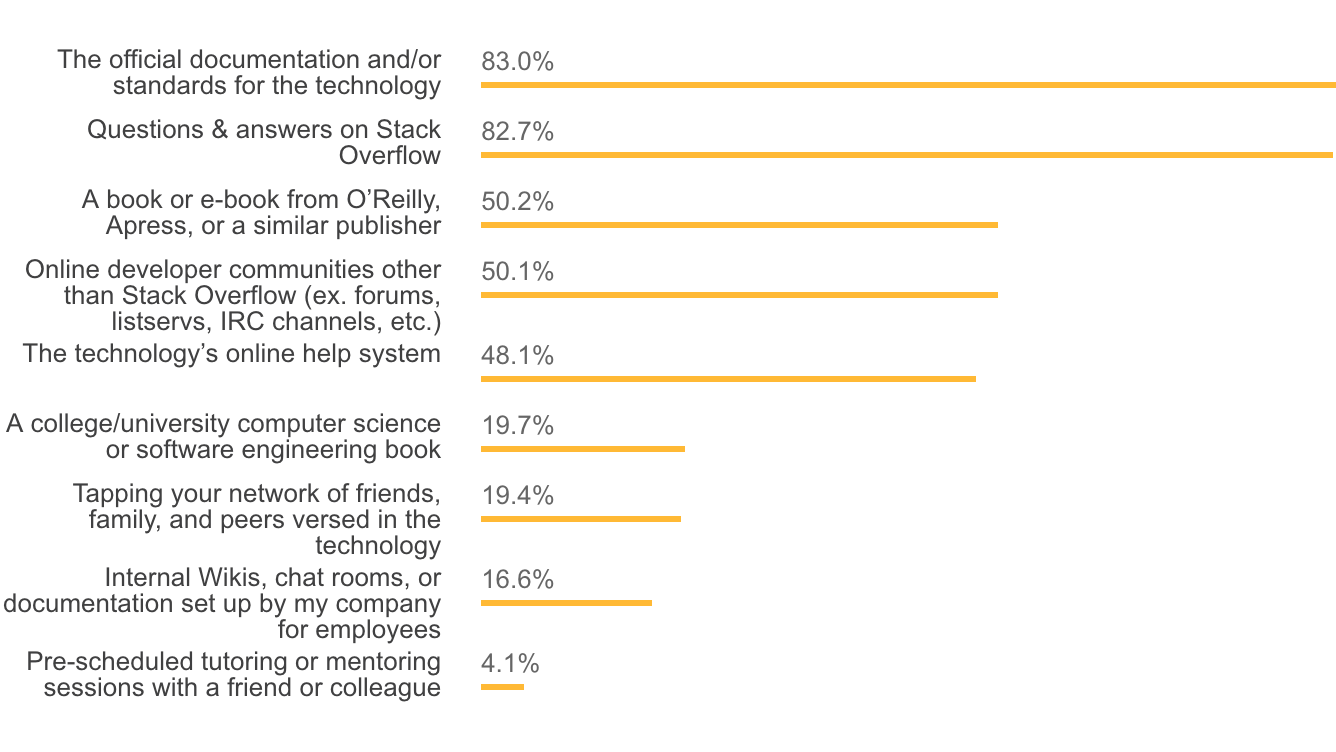 The official documentation and/or
standards for the technology
83.0%
Questions & answers on Stack
Overflow
82.7%
A book or e-book from O’Reilly,
Apress, or a similar publisher
50.2%
Online developer communities other
than Stack Overflow (ex. forums,
listservs, IRC channels, etc.)
50.1%
The technology’s online help system
48.1%
A college/university computer science
or software engineering book
19.7%
Tapping your network of friends,
family, and peers versed in the
technology
19.4%
Internal Wikis, chat rooms, or
documentation set up by my company
for employees
16.6%
Pre-scheduled tutoring or mentoring
sessions with a friend or colleague
4.1%